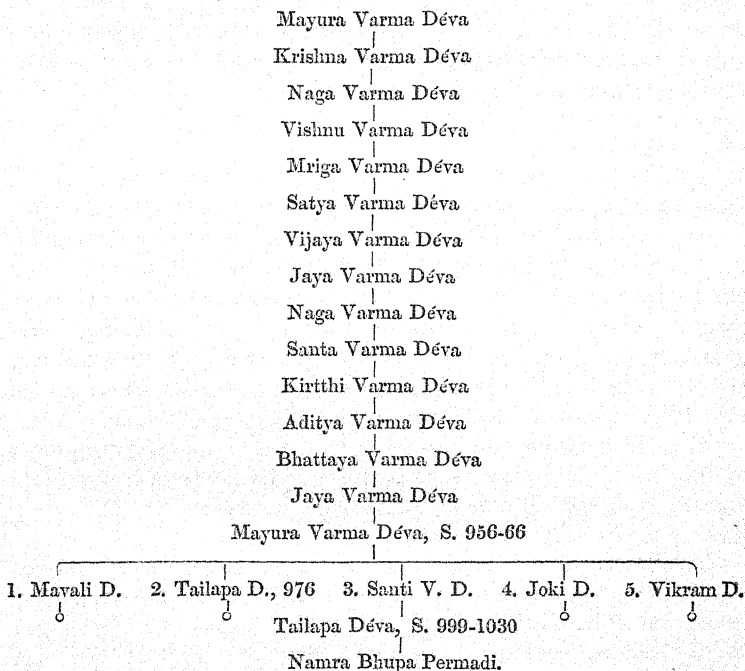 Mayura Varma Déva
Krishna Varma Déva
Naga Varma Déva
Vishnu Varma Déva
Mriga Varma Déva
Satya Varma Déva
Vijaya Varma Déva
Jaya Varma Déva
Naga Varma Déva
Santa Varma Déva
Kirtthi Varma Déva
Aditya Varma Déva
Bhattaya Varma Déva
Jaya Varma Déva
Mayura Varma Déva, S. 956-66
1. Mavali D. 2. Tailapa D., 976 3. Santi V. D. 4. Joki D. 5. Vikram D.
Tailapa Déva, S. 999-1030
Namra Bhupa Permadi.